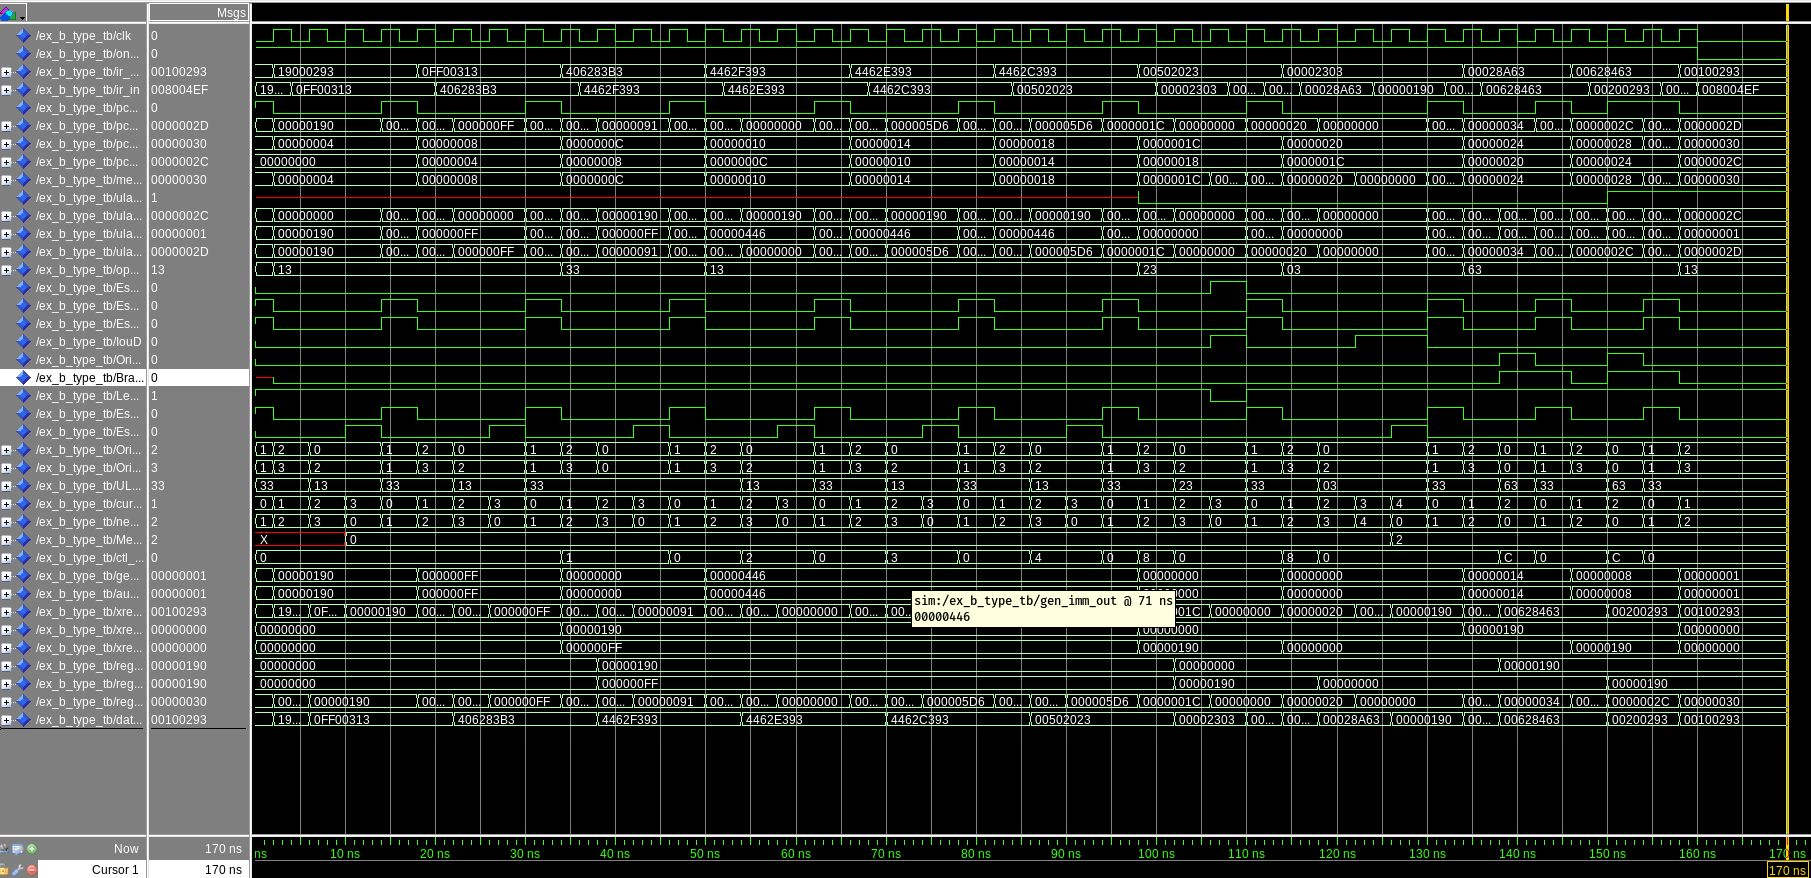 Msgs
/ex_b_type_tb/clk 0
/ex_b_type_tb/on... 0
/ex_b_type_tb/ir_... 00100293 19000293 0FF00313 406283B3 4462F393 4462E393 4462C393 00502023 00002303 00028A63 00628463 00100293
/ex_b_type_tb/ir_in 008004EF 19... 0FF00313 406283B3 4462F393 4462E393 4462C393 00502023 00002303 00... 00... 00028A63 00000190 00... 00628463 00200293 00... 008004EF
/ex_b_type_tb/pc... 0
/ex_b_type_tb/pc... 0000002D 00000190 00... 00... 000000FF 00... 00... 00000091 00... 00... 00000000 00... 00... 000005D6 00... 00... 000005D6 0000001C 00000000 00000020 00000000 00... 00000034 00... 0000002C 00... 0000002D
/ex_b_type_tb/pc... 00000030 00000004 00000008 0000000C 00000010 00000014 00000018 0000001C 00000020 00000024 00000028 00... 00000030
/ex_b_type_tb/pc... 0000002C 00000000 00000004 00000008 0000000C 00000010 00000014 00000018 0000001C 00000020 00000024 0000002C
/ex_b_type_tb/me... 00000030 00000004 00000008 0000000C 00000010 00000014 00000018 0000001C 00... 00... 00000020 00000000 00... 00000024 00000028 00... 00000030
/ex_b_type_tb/ula... 1
/ex_b_type_tb/ula... 0000002C 00000000 00... 00... 00000000 00... 00... 00000190 00... 00... 00000190 00... 00... 00000190 00... 00... 00000190 00... 00... 00000000 00... 00... 00000000 00... 00... 00... 00... 00... 00... 00... 0000002C
/ex_b_type_tb/ula... 00000001 00000190 00... 000000FF 00... 00... 000000FF 00... 00000446 00... 00000446 00... 00000446 00... 00000000 00... 00000000 00... 00... 00... 00... 00... 00... 00... 00000001
/ex_b_type_tb/ula... 0000002D 00000190 00... 00... 000000FF 00... 00... 00000091 00... 00... 00000000 00... 00... 000005D6 00... 00... 000005D6 0000001C 00000000 00000020 00000000 00... 00000034 00... 0000002C 00... 0000002D
/ex_b_type_tb/op... 13 13 33 13 23 03 63 13
/ex_b_type_tb/Es... 0
/ex_b_type_tb/Es... 0
/ex_b_type_tb/Es... 0
/ex_b_type_tb/IouD 0
/ex_b_type_tb/Ori... 0
/ex_b_type_tb/Bra... 0
/ex_b_type_tb/Le... 1
/ex_b_type_tb/Es... 0
/ex_b_type_tb/Es... 0
/ex_b_type_tb/Ori... 2 1 2 0 1 2 0 1 2 0 1 2 0 1 2 0 1 2 0 1 2 0 1 2 0 1 2 0 1 2 0 1 2
/ex_b_type_tb/Ori... 3 1 3 2 1 3 2 1 3 0 1 3 2 1 3 2 1 3 2 1 3 2 1 3 2 1 3 0 1 3 0 1 3
/ex_b_type_tb/UL... 33 33 13 33 13 33 13 33 13 33 13 33 23 33 03 33 63 33 63 33
/ex_b_type_tb/cur... 1 0 1 2 3 0 1 2 3 0 1 2 3 0 1 2 3 0 1 2 3 0 1 2 3 0 1 2 3 0 1 2 3 4 0 1 2 0 1 2 0 1
/ex_b_type_tb/ne... 2 1 2 3 0 1 2 3 0 1 2 3 0 1 2 3 0 1 2 3 0 1 2 3 0 1 2 3 0 1 2 3 4 0 1 2 0 1 2 0 1 2
/ex_b_type_tb/Me... 2 X 0 2
/ex_b_type_tb/ctl_... 0 0 1 0 2 0 3 0 4 0 8 0 8 0 C 0 C 0
/ex_b_type_tb/ge... 00000001 00000190 000000FF 00000000 00000446 00000000 00000000 00000014 00000008 00000001
/ex_b_type_tb/au... 00000001 00000190 000000FF 00000000 00000446 0000 00000000 00000014 00000008 00000001
sim:/ex_b_type_tb/gen_imm_out @ 71 ns
00000446
/ex_b_type_tb/xre... 00100293 19... 0F... 00000190 00... 00... 000000FF 00... 00... 00000091 00... 00... 00000000 00... 00... 00.. 01C 00000000 00000020 00... 00000190 00... 00628463 00200293 00100293
/ex_b_type_tb/xre... 00000000 00000000 00000190 00000000 00000190 00000000
/ex_b_type_tb/xre... 00000000 00000000 000000FF 00000190 00000000 00000190 00000000
/ex_b_type_tb/reg... 00000190 00000000 00000190 00000000 00000190
/ex_b_type_tb/reg... 00000190 00000000 000000FF 00000190 00000000 00000190
/ex_b_type_tb/reg... 00000030 00... 00000190 00... 00... 000000FF 00... 00... 00000091 00... 00... 00000000 00... 00... 000005D6 00... 00... 000005D6 0000001C 00000000 00000020 00000000 00... 00000034 00... 0000002C 00... 00000030
/ex_b_type_tb/dat... 00100293 19... 0FF00313 406283B3 4462F393 4462E393 4462C393 00502023 00002303 00... 00... 00028A63 00000190 00... 00628463 00200293 00100293
Now 170 ns ns 10 ns 20 ns 30 ns 40 ns 50 ns 60 ns 70 ns 80 ns 90 ns 100 ns 110 ns 120 ns 130 ns 140 ns 150 ns 160 ns 170 ns
Cursor 1 170 ns 170 ns